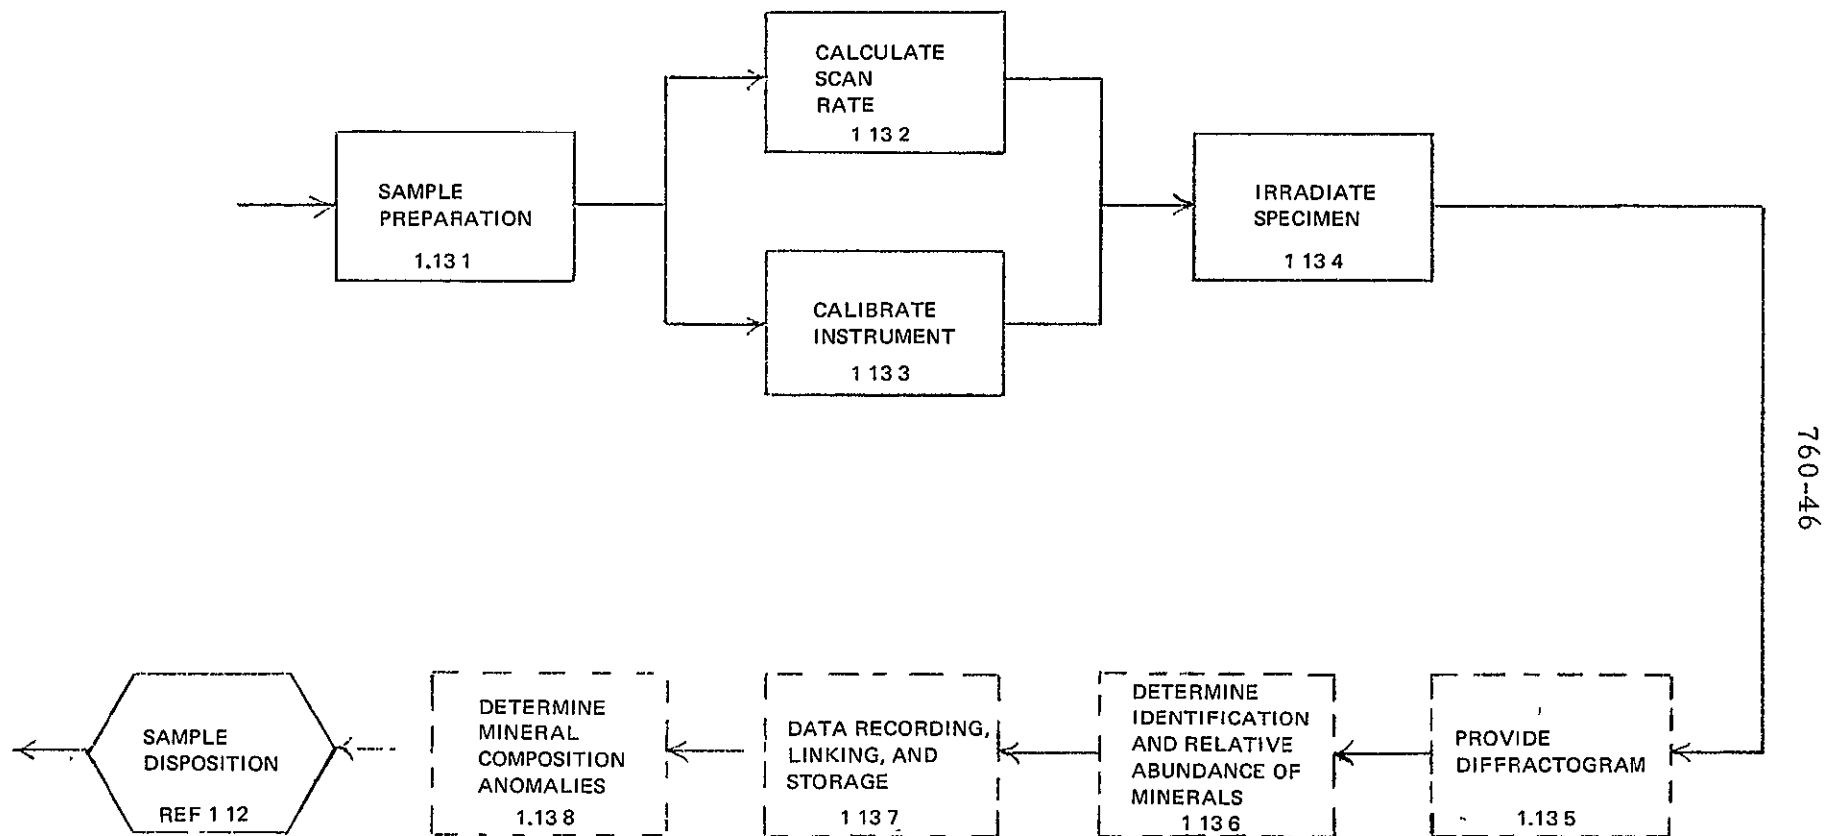 SAMPLE
PREPARATION
1.13 1
CALCULATE
SCAN
RATE
1 13 2
CALIBRATE
INSTRUMENT
1 13 3
IRRADIATE
SPECIMEN
1 13 4
760-46
PROVIDE
DIFFRACTOGRAM
1.13 5
DETERMINE
IDENTIFICATION
AND RELATIVE
ABUNDANCE OF
MINERALS
1 13 6
DATA RECORDING,
LINKING, AND
STORAGE
1 13 7
DETERMINE
MINERAL
COMPOSITION
ANOMALIES
1.13 8
SAMPLE
DISPOSITION
REF 1 12